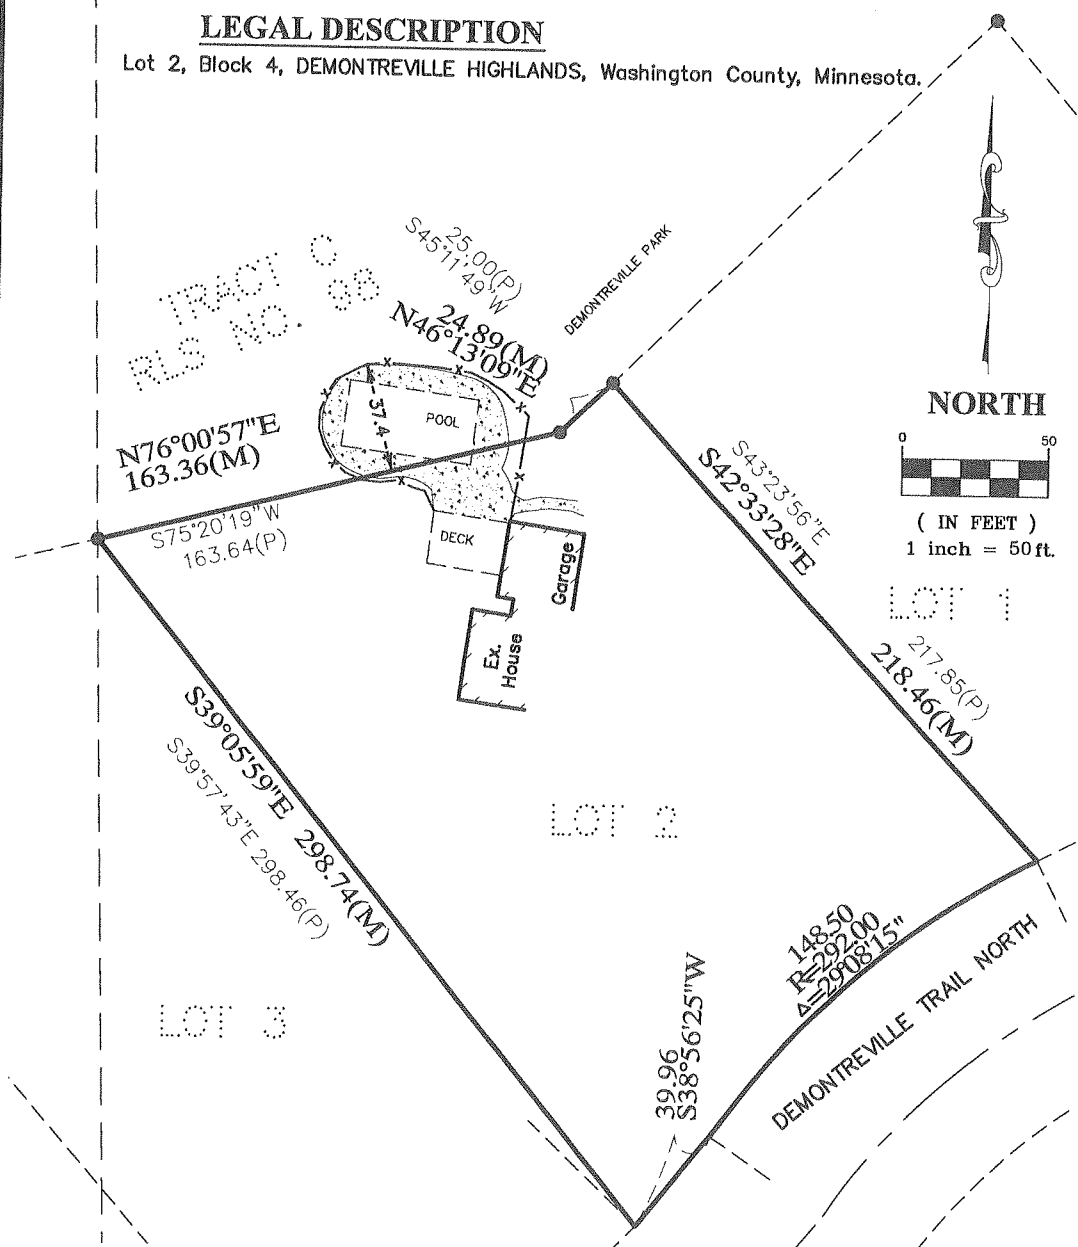 LEGAL DESCRIPTION
Lot 2, Block 4, DEMONTREVILLE HIGHLANDS, Washington County, Minnesota.
TRACT C
RLS NO. 98
25.00(P)
S45°11'49"W
24.89(M)
N46°13'09"E
DEMONTREVILLE PARK
NORTH
0 50
( IN FEET )
1 inch = 50 ft.
N76°00'57"E
163.36(M)
S75°20'19"W
163.64(P)
37.4
POOL
DECK
Garage
Ex.
House
S43°23'56"E
S42°33'28"E
LOT 1
217.85(P)
218.46(M)
S39°05'59"E 298.74(M)
S39°57'43"E 298.46(P)
LOT 2
LOT 3
148.50
R=292.00
Δ=29°08'15"
39.96
S38°56'25"W
DEMONTREVILLE TRAIL NORTH